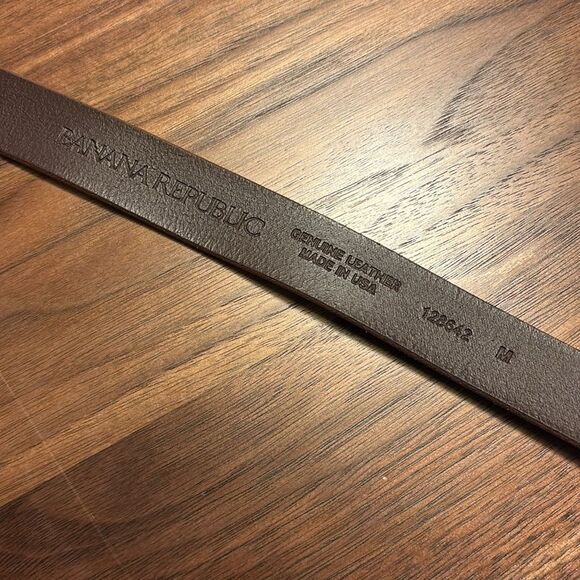 BANANA REPUBLIC
GENUINE LEATHER
MADE IN USA
128642 M